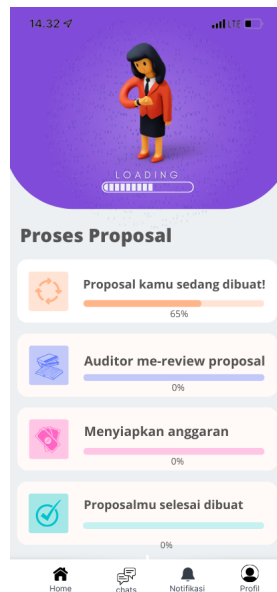 14.32
LTE
LOADING
Proses Proposal
Proposal kamu sedang dibuat!
65%
Auditor me-review proposal
0%
Menyiapkan anggaran
0%
Proposalmu selesai dibuat
0%
Home
chats
Notifikasi
Profil